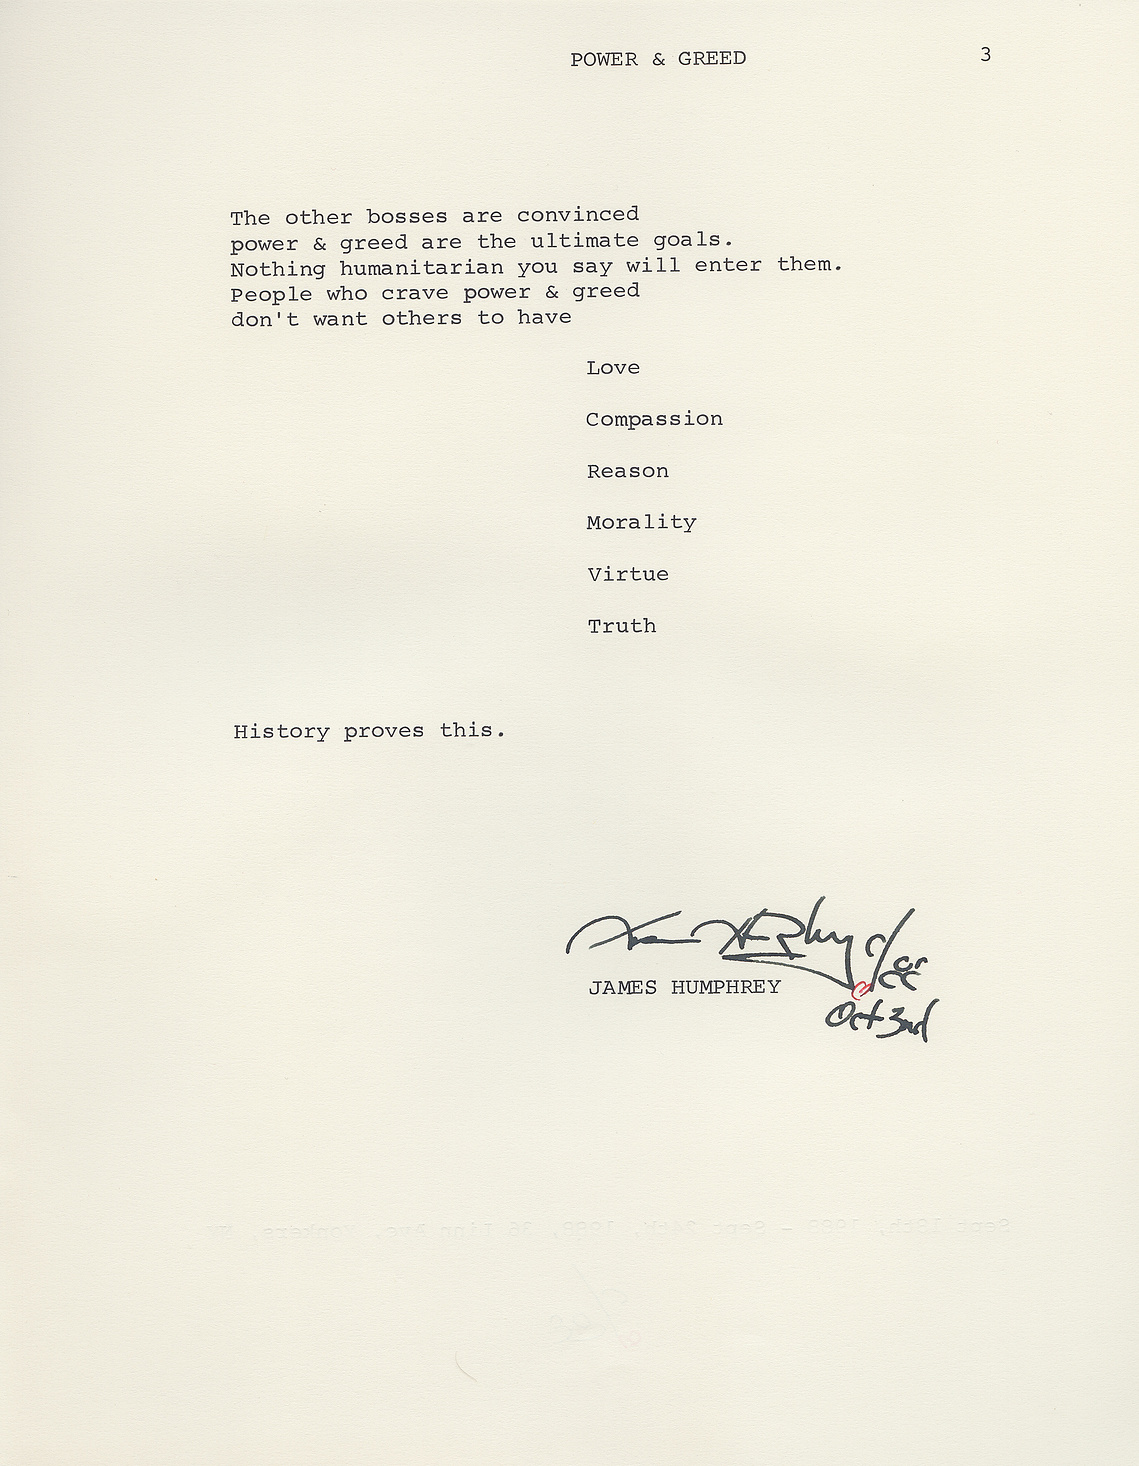 POWER & GREED 3
The other bosses are convinced
power & greed are the ultimate goals.
Nothing humanitarian you say will enter them.
People who crave power & greed
don't want others to have
Love
Compassion
Reason
Morality
Virtue
Truth
History proves this.
JAMES HUMPHREY
Oct 3rd